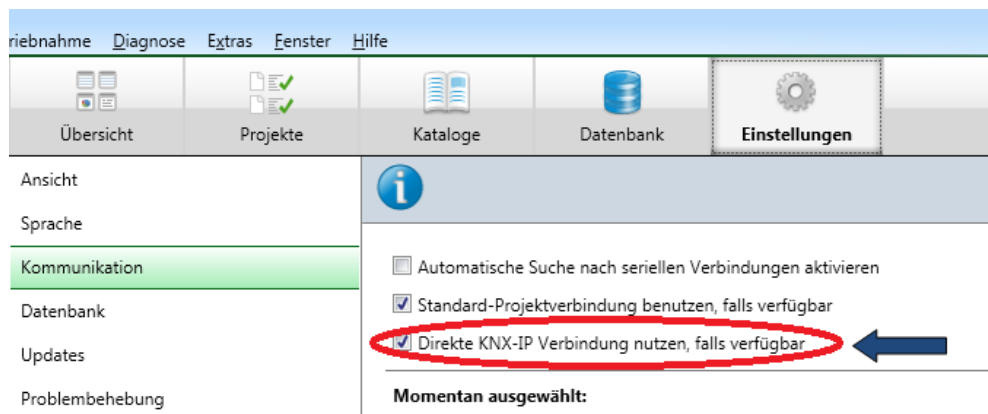 riebnahme Diagnose Extras Fenster Hilfe
Übersicht Projekte Kataloge Datenbank Einstellungen
Ansicht
Sprache
Kommunikation
Datenbank
Updates
Problembehebung
Automatische Suche nach seriellen Verbindungen aktivieren
Standard-Projektverbindung benutzen, falls verfügbar
Direkte KNX-IP Verbindung nutzen, falls verfügbar
Momentan ausgewählt: